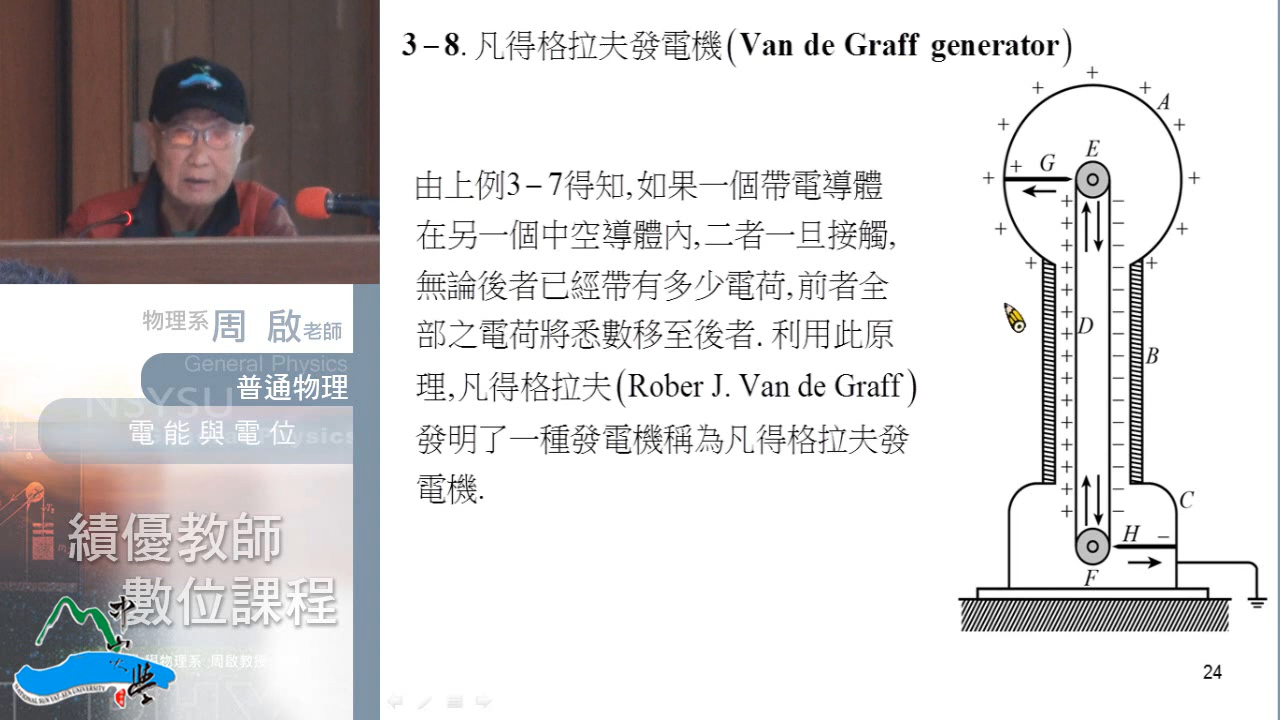 3-8. 凡得格拉夫發電機(Van de Graff generator)
由上例3-7得知,如果一個帶電導體
在另一個中空導體內,二者一旦接觸,
無論後者已經帶有多少電荷,前者全
部之電荷將悉數移至後者. 利用此原
理,凡得格拉夫(Rober J. Van de Graff)
發明了一種發電機稱為凡得格拉夫發
電機.
A
E
+ G
D
B
C
H −
F
24
物理系 周 啟 老師
General Physics
普通物理
NSYSU
電能與電位
績優教師
數位課程